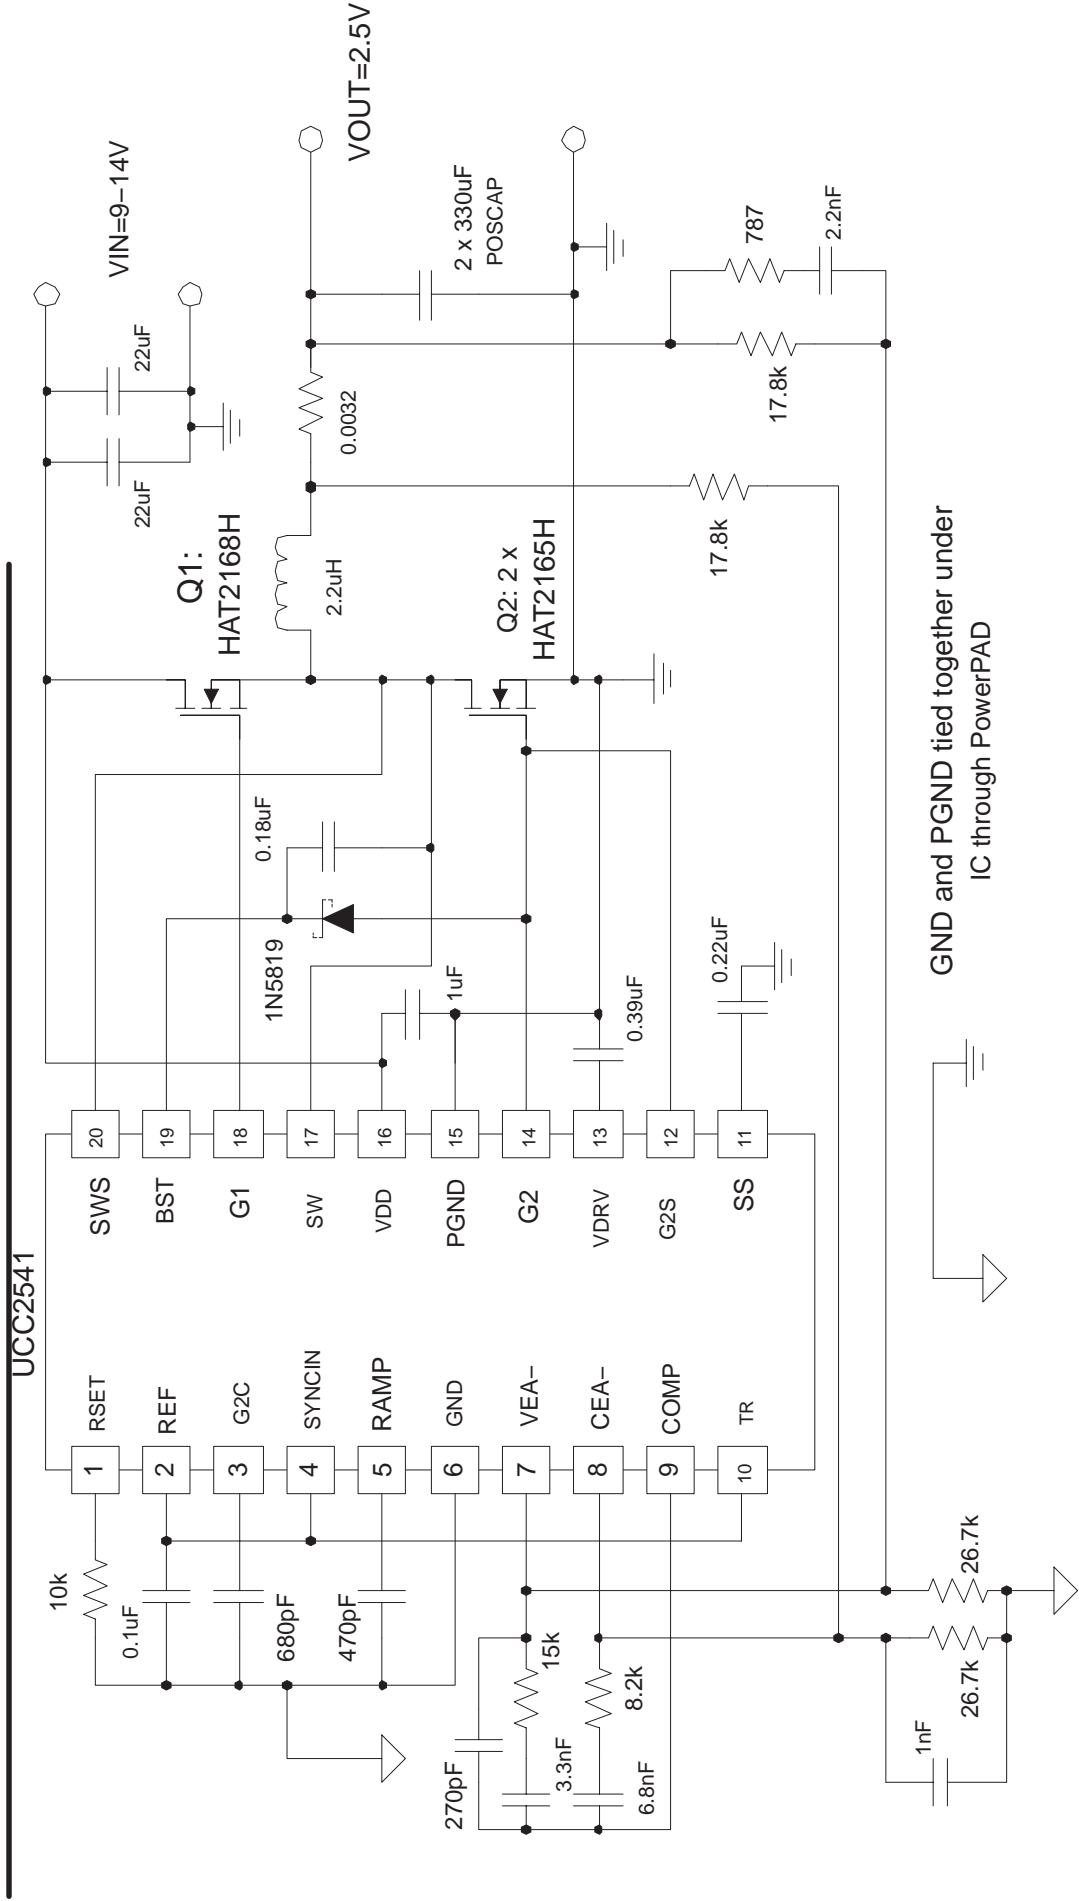 UCC2541
VIN=9–14V
VOUT=2.5V
22uF
22uF
Q1:
HAT2168H
2.2uH
0.0032
2 x 330uF
POSCAP
Q2: 2 x
HAT2165H
787
2.2nF
17.8k
17.8k
0.18uF
1N5819
1uF
0.39uF
0.22uF
20
19
18
17
16
15
14
13
12
11
SWS
BST
G1
SW
VDD
PGND
G2
VDRV
G2S
SS
RSET
REF
G2C
SYNCIN
RAMP
GND
VEA–
CEA–
COMP
TR
1
2
3
4
5
6
7
8
9
10
10k
0.1uF
680pF
470pF
270pF
15k
3.3nF
8.2k
6.8nF
26.7k
26.7k
1nF
GND and PGND tied together under
IC through PowerPAD